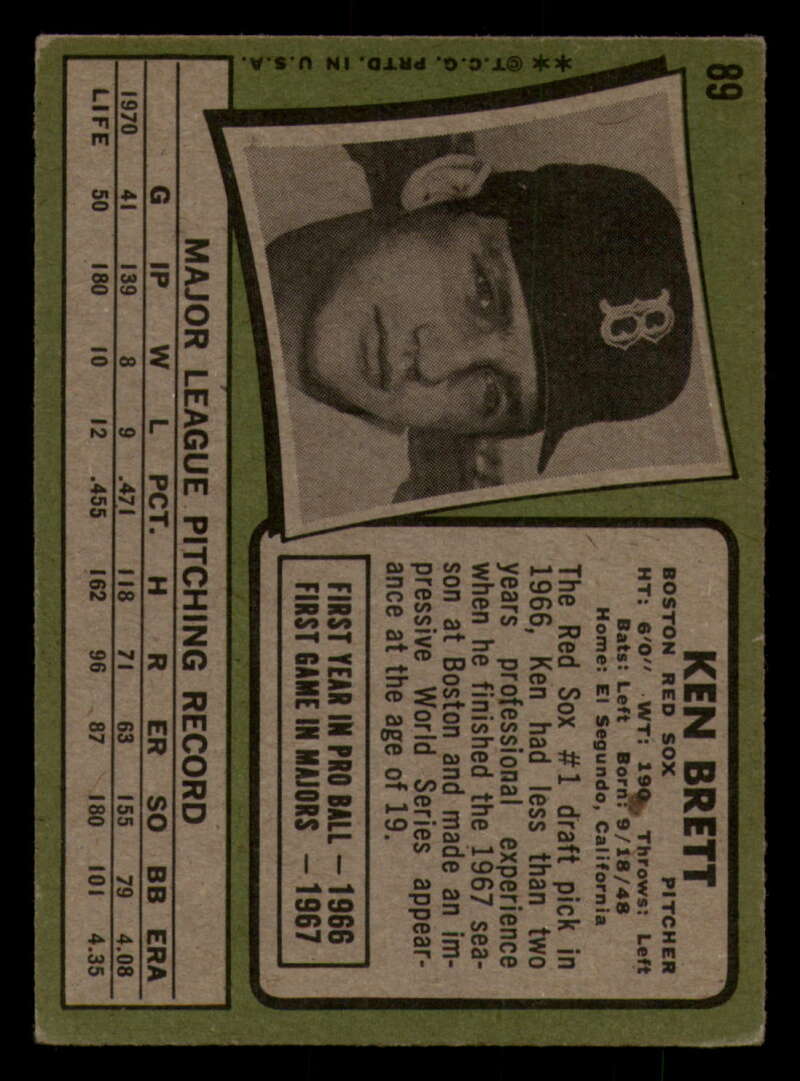 89
** ©T.C.G. PRTD. IN U.S.A.
B
KEN BRETT
BOSTON RED SOX PITCHER
HT: 6'0" WT: 190 Throws: Left
Bats: Left Born: 9/18/48
Home: El Segundo, California
The Red Sox #1 draft pick in
1966, Ken had less than two
years professional experience
when he finished the 1967 sea-
son at Boston and made an im-
pressive World Series appear-
ance at the age of 19.
FIRST YEAR IN PRO BALL — 1966
FIRST GAME IN MAJORS — 1967
MAJOR LEAGUE PITCHING RECORD
G IP W L PCT. H R ER SO BB ERA
1970 41 139 8 9 .471 118 71 63 155 79 4.08
LIFE 50 180 10 12 .455 162 96 87 180 101 4.35